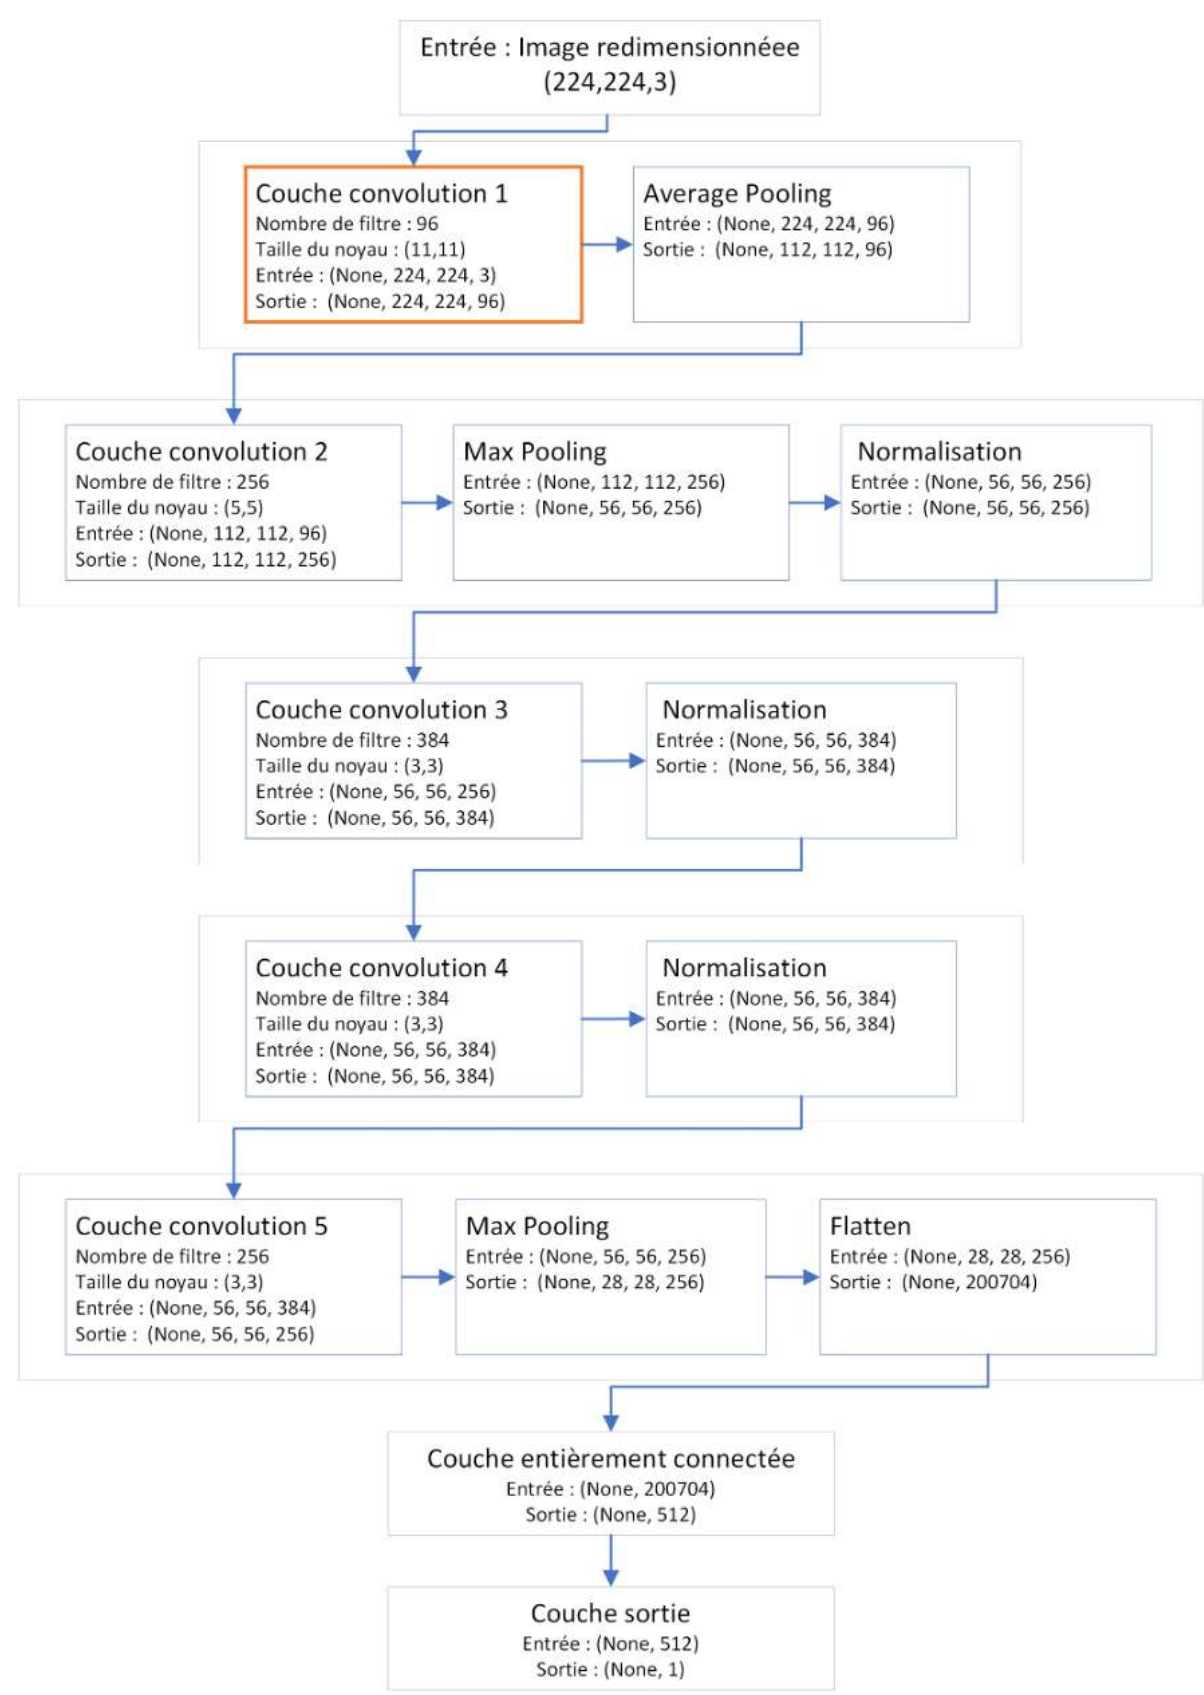 Entrée : Image redimensionnéee
(224,224,3)
Couche convolution 1
Nombre de filtre : 96
Taille du noyau : (11,11)
Entrée : (None, 224, 224, 3)
Sortie :  (None, 224, 224, 96)
Average Pooling
Entrée : (None, 224, 224, 96)
Sortie :  (None, 112, 112, 96)
Couche convolution 2
Nombre de filtre : 256
Taille du noyau : (5,5)
Entrée : (None, 112, 112, 96)
Sortie :  (None, 112, 112, 256)
Max Pooling
Entrée : (None, 112, 112, 256)
Sortie :  (None, 56, 56, 256)
Normalisation
Entrée : (None, 56, 56, 256)
Sortie :  (None, 56, 56, 256)
Couche convolution 3
Nombre de filtre : 384
Taille du noyau : (3,3)
Entrée : (None, 56, 56, 256)
Sortie :  (None, 56, 56, 384)
Normalisation
Entrée : (None, 56, 56, 384)
Sortie :  (None, 56, 56, 384)
Couche convolution 4
Nombre de filtre : 384
Taille du noyau : (3,3)
Entrée : (None, 56, 56, 384)
Sortie :  (None, 56, 56, 384)
Normalisation
Entrée : (None, 56, 56, 384)
Sortie :  (None, 56, 56, 384)
Couche convolution 5
Nombre de filtre : 256
Taille du noyau : (3,3)
Entrée : (None, 56, 56, 384)
Sortie :  (None, 56, 56, 256)
Max Pooling
Entrée : (None, 56, 56, 256)
Sortie :  (None, 28, 28, 256)
Flatten
Entrée : (None, 28, 28, 256)
Sortie :  (None, 200704)
Couche entièrement connectée
Entrée : (None, 200704)
Sortie : (None, 512)
Couche sortie
Entrée : (None, 512)
Sortie : (None, 1)